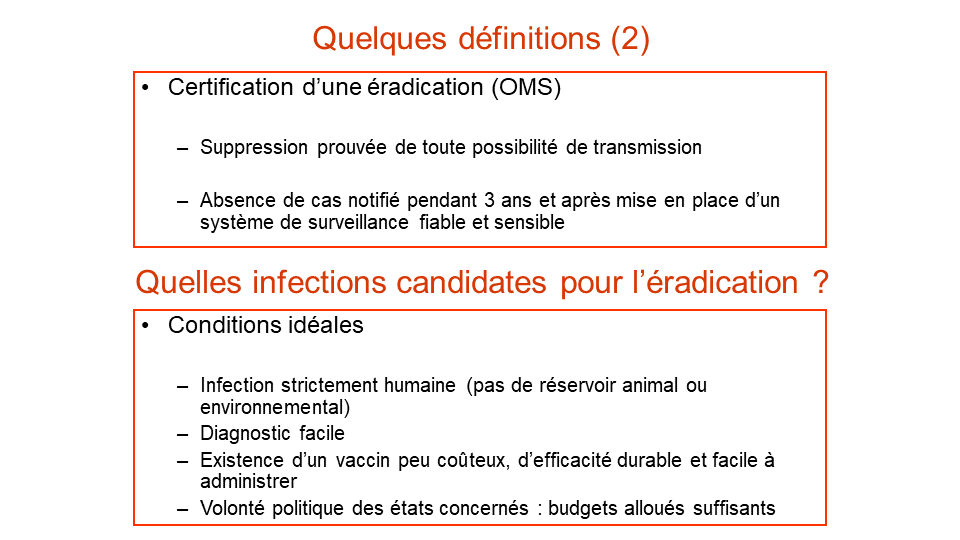 Quelques définitions (2)
• Certification d’une éradication (OMS)
– Suppression prouvée de toute possibilité de transmission
– Absence de cas notifié pendant 3 ans et après mise en place d’un
système de surveillance fiable et sensible
Quelles infections candidates pour l’éradication ?
• Conditions idéales
– Infection strictement humaine (pas de réservoir animal ou
environnemental)
– Diagnostic facile
– Existence d’un vaccin peu coûteux, d’efficacité durable et facile à
administrer
– Volonté politique des états concernés : budgets alloués suffisants